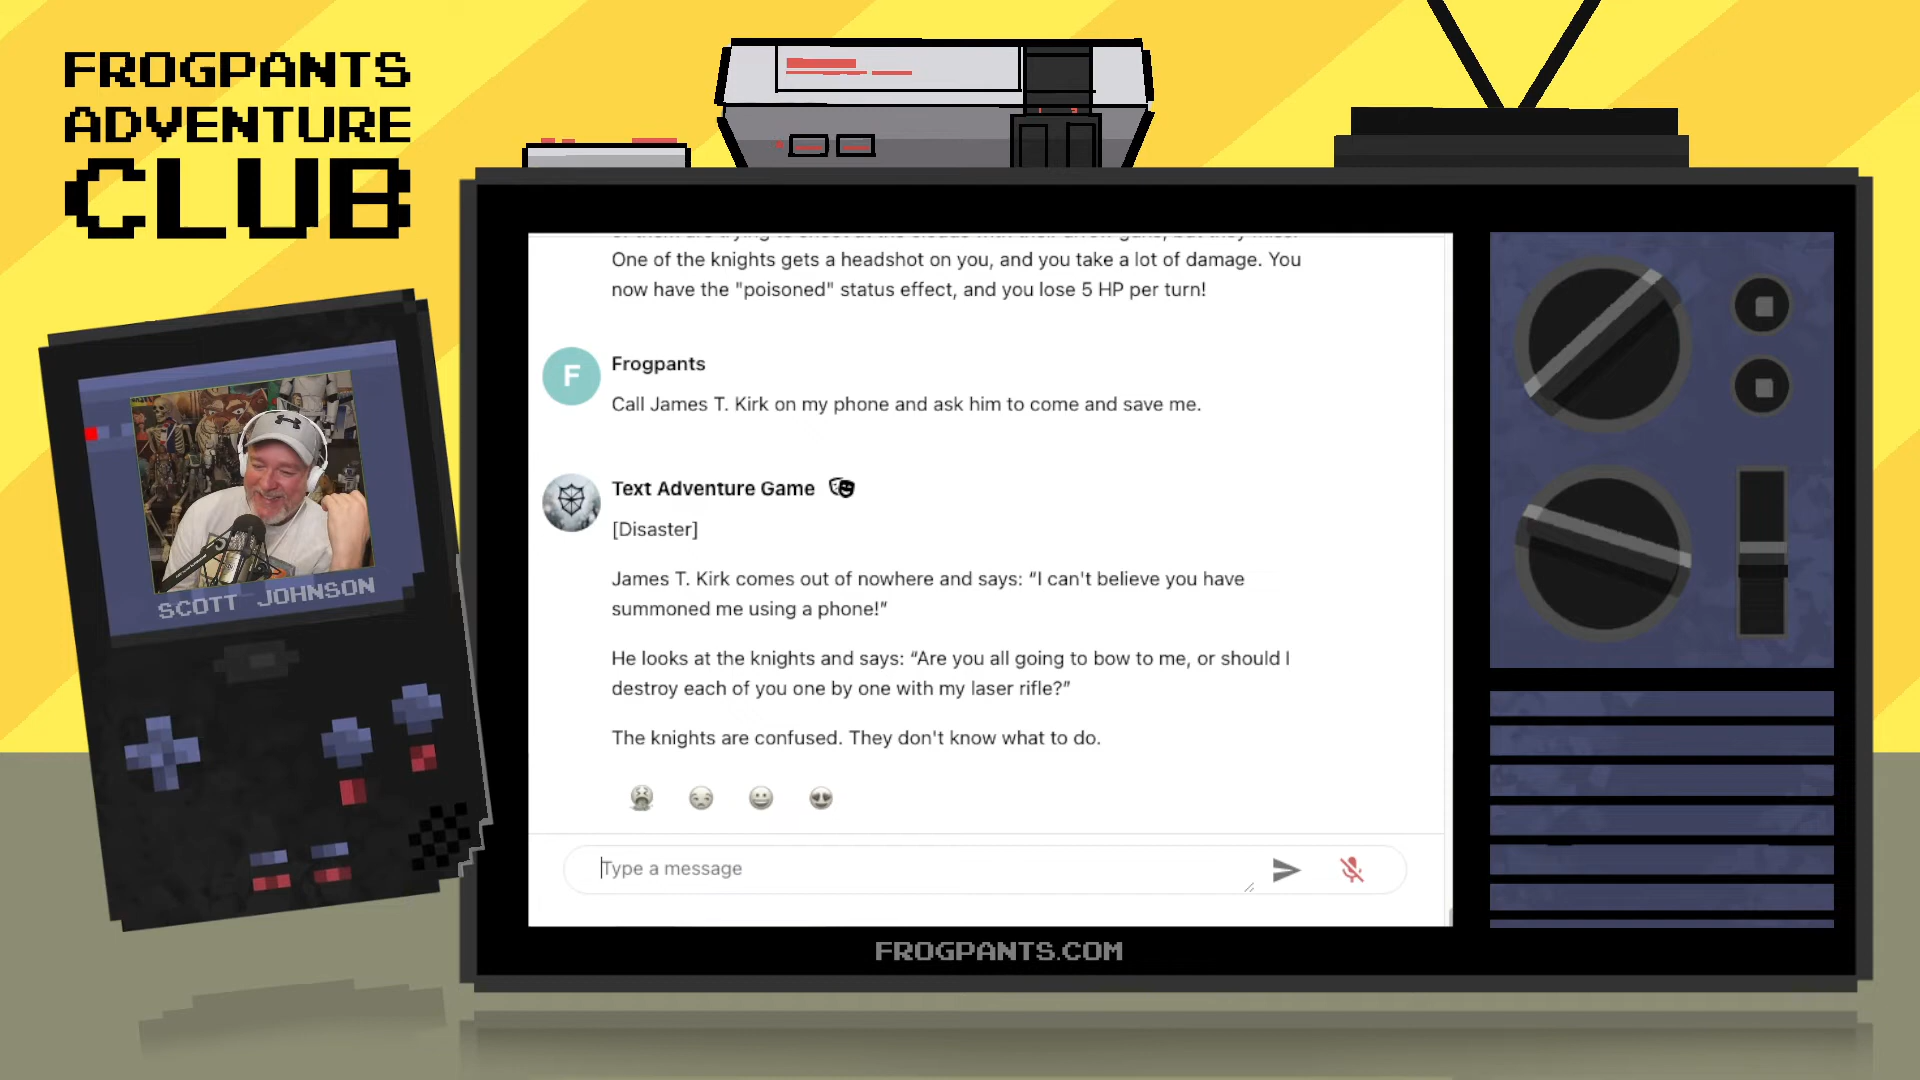 FROGPANTS
ADVENTURE
CLUB
One of the knights gets a headshot on you, and you take a lot of damage. You
now have the "poisoned" status effect, and you lose 5 HP per turn!
F
Frogpants
Call James T. Kirk on my phone and ask him to come and save me.
Text Adventure Game
[Disaster]
James T. Kirk comes out of nowhere and says: “I can't believe you have
summoned me using a phone!”
He looks at the knights and says: “Are you all going to bow to me, or should I
destroy each of you one by one with my laser rifle?”
The knights are confused. They don't know what to do.
Type a message
SCOTT JOHNSON
FROGPANTS.COM